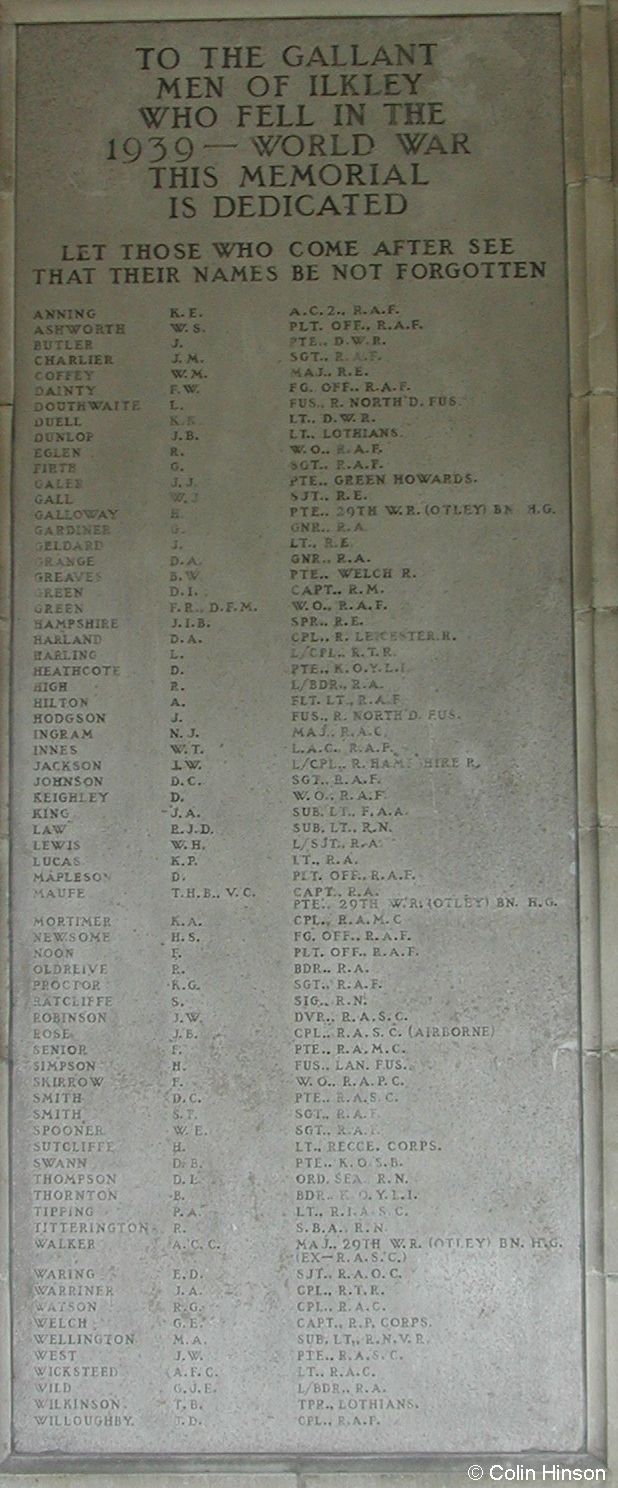 TO THE GALLANT
MEN OF ILKLEY
WHO FELL IN THE
1939 — WORLD WAR
THIS MEMORIAL
IS DEDICATED
LET THOSE WHO COME AFTER SEE
THAT THEIR NAMES BE NOT FORGOTTEN
ANNING K.E. A.C.2., R.A.F.
ASHWORTH W.S. PLT. OFF., R.A.F.
BUTLER J. PTE., D.W.R.
CHARLIER J.M. SGT., R.A.F.
COFFEY W.M. MAJ., R.E.
DAINTY F.W. FG. OFF., R.A.F.
DOUTHWAITE L. FUS., R. NORTH'D. FUS.
DUELL LT., D.W.R.
DUNLOP J.B. LT., LOTHIANS.
EGLEN R. W.O., R.A.F.
FIRTH G. SGT., R.A.F.
GALER J.J. PTE., GREEN HOWARDS.
GALL W.J. SJT., R.E.
GALLOWAY H. PTE., 29TH W.R. (OTLEY) BN. H.G.
GARDINER G. GNR., R.A.
GELDARD J. LT., R.E.
GRANGE D.A. GNR., R.A.
GREAVES B.W. PTE., WELCH R.
GREEN D.I. CAPT., R.M.
GREEN F.R., D.F.M. W.O., R.A.F.
HAMPSHIRE J.I.B. SPR., R.E.
HARLAND D.A. CPL., R. LEICESTER.R.
HARLING L. L/CPL., R.T.R.
HEATHCOTE D. PTE., K.O.Y.L.I.
HIGH R. L/BDR., R.A.
HILTON A. FLT. LT., R.A.F.
HODGSON J. FUS., R. NORTH'D. FUS.
INGRAM N.J. MAJ., R.A.C.
INNES W.T. L.A.C., R.A.F.
JACKSON J.W. L/CPL., R. HAMPSHIRE R.
JOHNSON D.C. SGT., R.A.F.
KEIGHLEY D. W.O., R.A.F.
KING J.A. SUB. LT., F.A.A.
LAW R.J.D. SUB. LT., R.N.
LEWIS W.H. L/SJT., R.A.
LUCAS K.P. LT., R.A.
MAPLESON D. PLT. OFF., R.A.F.
MAUFE T.H.B., V.C. CAPT., R.A.
PTE., 29TH W.R. (OTLEY) BN. H.G.
MORTIMER K.A. CPL., R.A.M.C.
NEWSOME H.S. FG. OFF., R.A.F.
NOON F. PLT. OFF., R.A.F.
OLDREIVE R. BDR., R.A.
PROCTOR K.G. SGT., R.A.F.
RATCLIFFE S. SIG., R.N.
ROBINSON J.W. DVR., R.A.S.C.
ROSE J.B. CPL., R.A.S.C. (AIRBORNE)
SENIOR F. PTE., R.A.M.C.
SIMPSON H. FUS., LAN. FUS.
SKIRROW F. W.O., R.A.P.C.
SMITH D.C. PTE., R.A.S.C.
SMITH S.F. SGT., R.A.F.
SPOONER W.E. SGT., R.A.F.
SUTCLIFFE H. LT., RECCE. CORPS.
SWANN D.B. PTE., K.O.S.B.
THOMPSON D.L. ORD. SEA. R.N.
THORNTON B. BDR., K.O.Y.L.I.
TIPPING P.A. LT., R.I.A.S.C.
TITTERINGTON R. S.B.A., R.N.
WALKER A.C.C. MAJ., 29TH W.R. (OTLEY) BN. H.G.
(EX-R.A.S.C.)
WARING E.D. SJT., R.A.O.C.
WARRINER J.A. CPL., R.T.R.
WATSON R.G. CPL., R.A.C.
WELCH G.E. CAPT., R.P. CORPS.
WELLINGTON M.A. SUB. LT., R.N.V.R.
WEST J.W. PTE., R.A.S.C.
WICKSTEED A.F.C. LT., R.A.C.
WILD G.J.E. L/BDR., R.A.
WILKINSON T.B. TPR., LOTHIANS.
WILLOUGHBY J.D. CPL., R.A.F.
© Colin Hinson